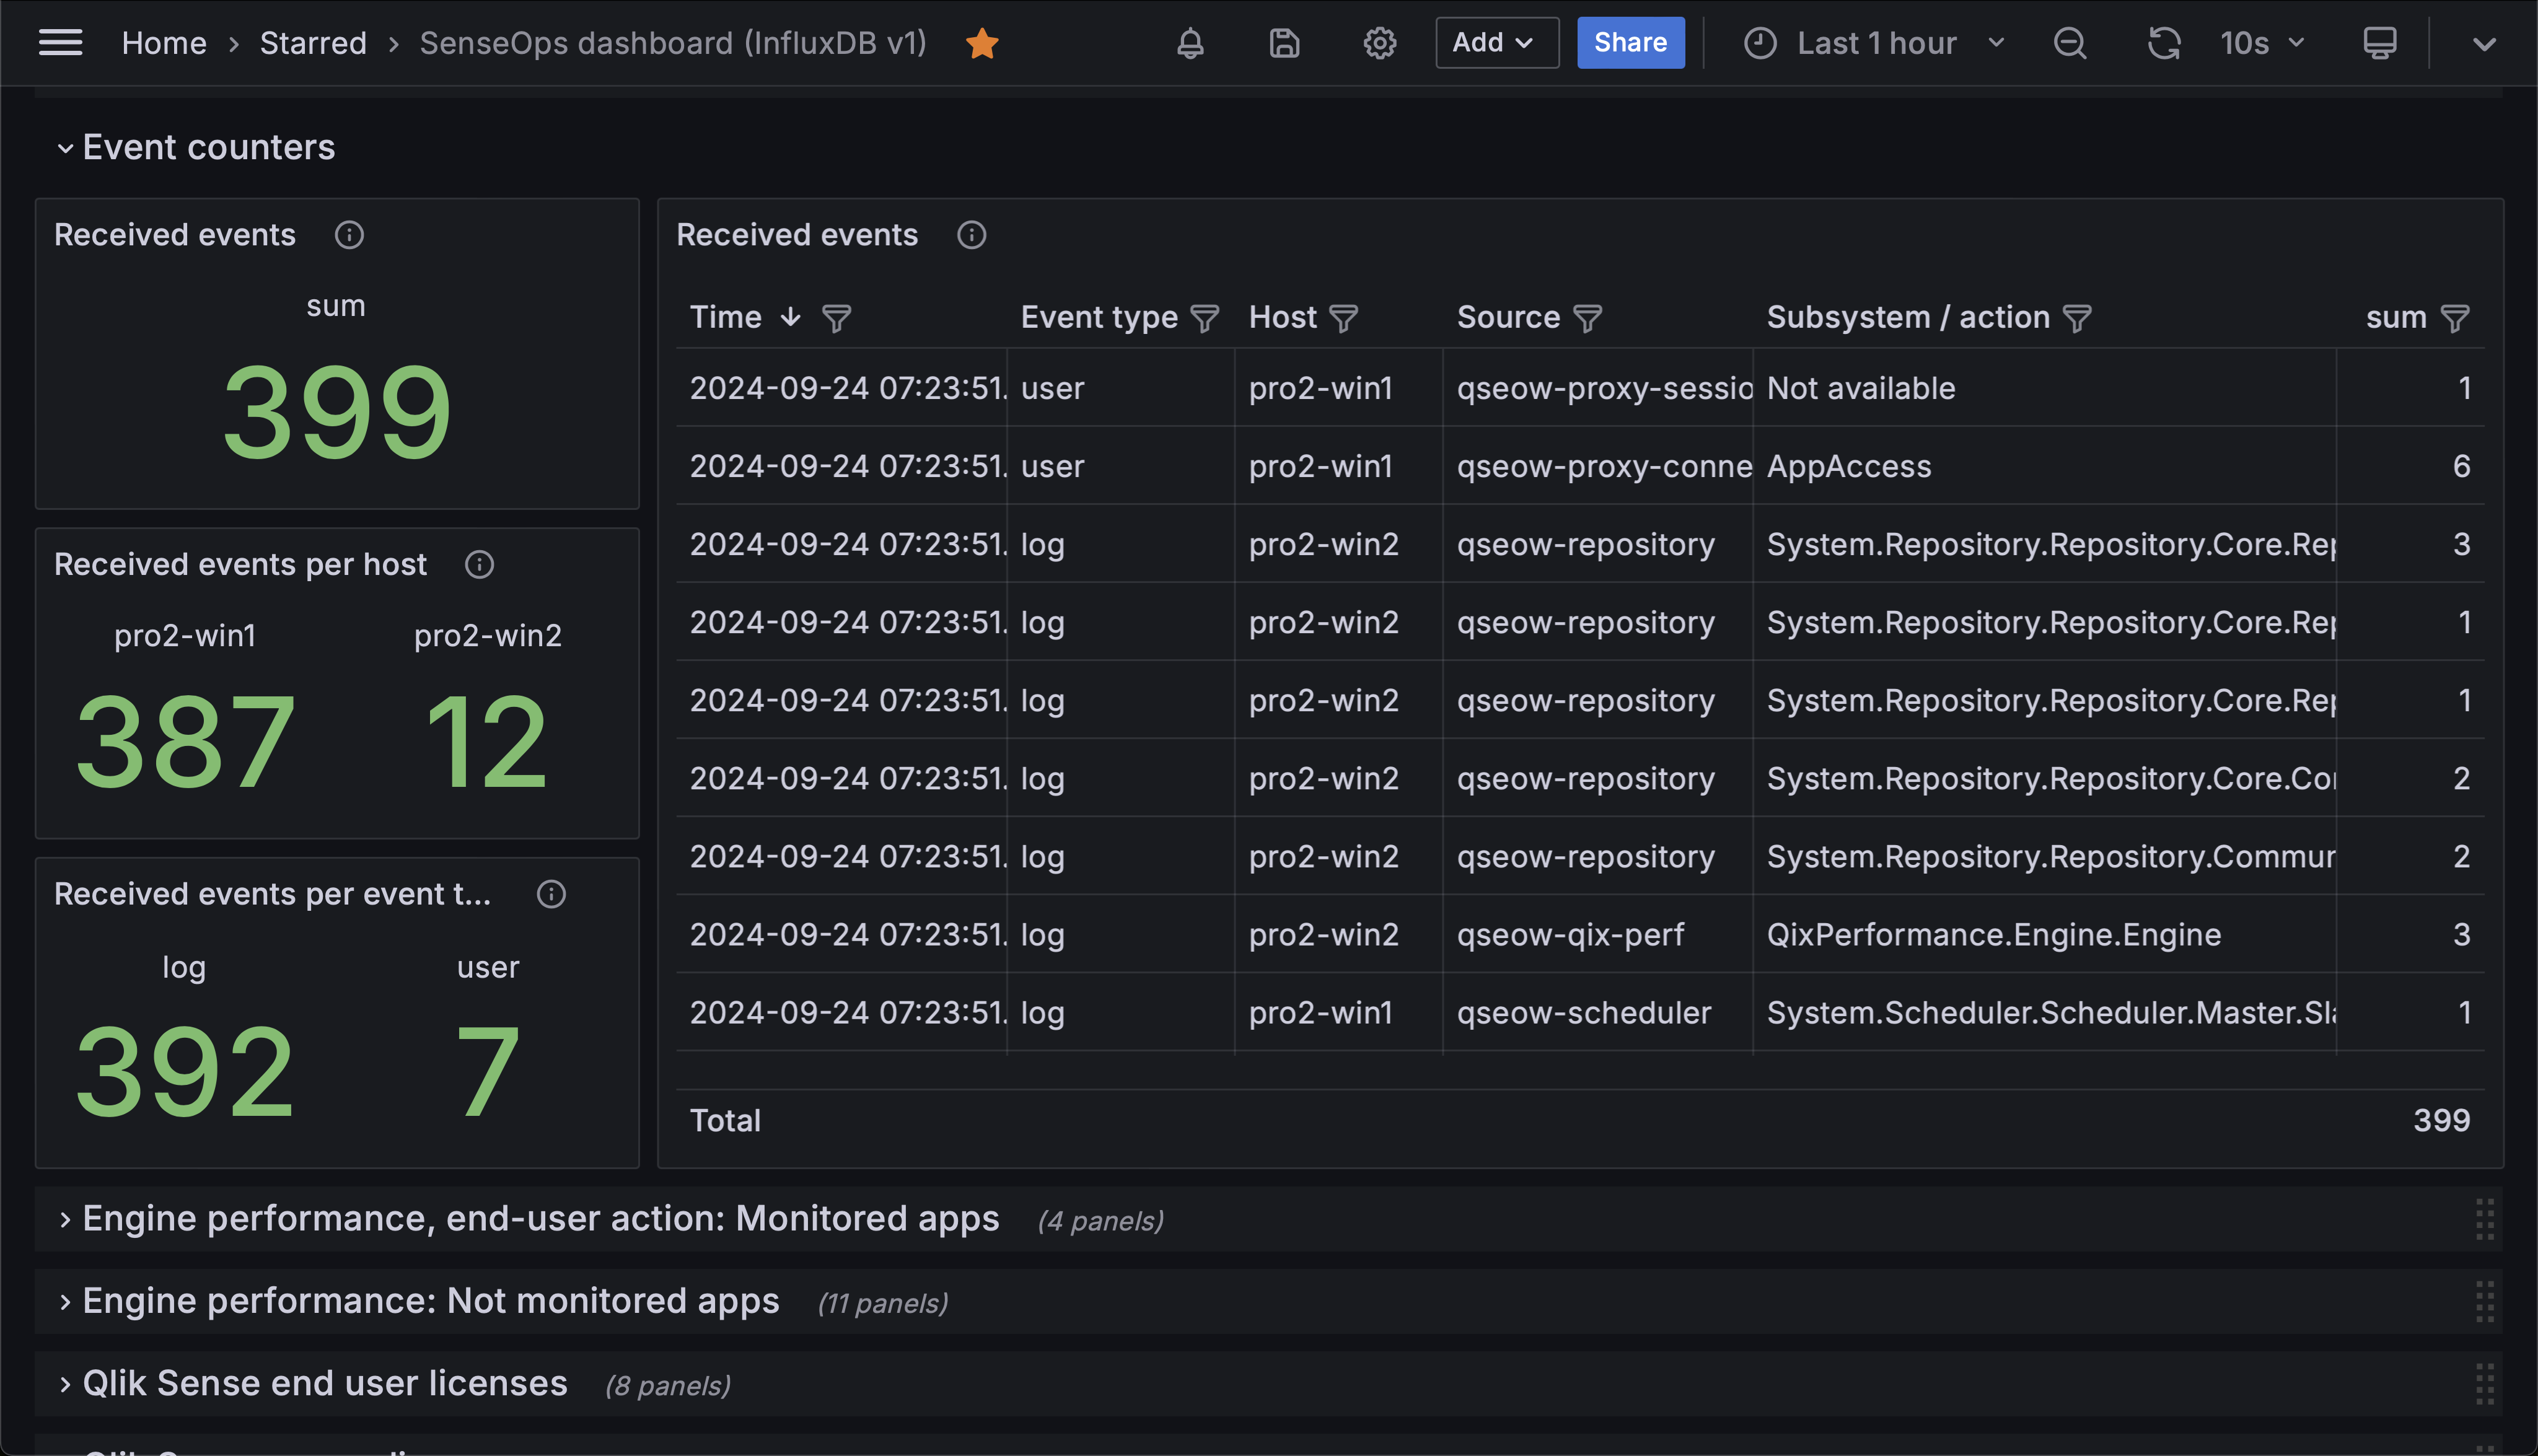 Home › Starred › SenseOps dashboard (InfluxDB v1) Add Share Last 1 hour 10s
Event counters
Received events
sum
399
Received events per host
pro2-win1 pro2-win2
387 12
Received events per event t...
log user
392 7
Received events
Time Event type Host Source Subsystem / action sum
2024-09-24 07:23:51. user pro2-win1 qseow-proxy-sessio Not available 1
2024-09-24 07:23:51. user pro2-win1 qseow-proxy-conne AppAccess 6
2024-09-24 07:23:51. log pro2-win2 qseow-repository System.Repository.Repository.Core.Rep 3
2024-09-24 07:23:51. log pro2-win2 qseow-repository System.Repository.Repository.Core.Rep 1
2024-09-24 07:23:51. log pro2-win2 qseow-repository System.Repository.Repository.Core.Rep 1
2024-09-24 07:23:51. log pro2-win2 qseow-repository System.Repository.Repository.Core.Cor 2
2024-09-24 07:23:51. log pro2-win2 qseow-repository System.Repository.Repository.Commur 2
2024-09-24 07:23:51. log pro2-win2 qseow-qix-perf QixPerformance.Engine.Engine 3
2024-09-24 07:23:51. log pro2-win1 qseow-scheduler System.Scheduler.Scheduler.Master.Sla 1
Total 399
Engine performance, end-user action: Monitored apps (4 panels)
Engine performance: Not monitored apps (11 panels)
Qlik Sense end user licenses (8 panels)